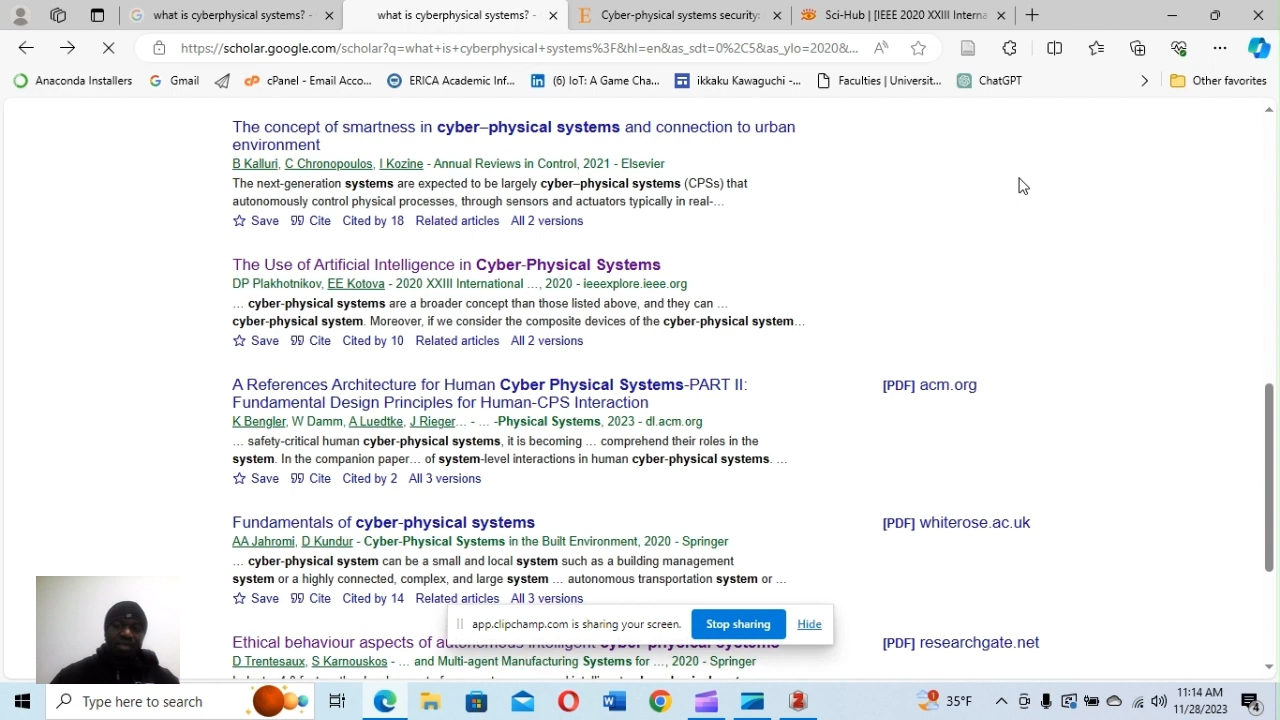 what is cyberphysical systems? -
what is cyberphysical systems? -
Cyber-physical systems security:
Sci-Hub | [IEEE 2020 XXIII Interna
https://scholar.google.com/scholar?q=what+is+cyberphysical+systems%3F&hl=en&as_sdt=0%2C5&as_ylo=2020&...
Anaconda Installers
Gmail
cPanel - Email Acco...
ERICA Academic Inf...
(6) IoT: A Game Cha...
ikkaku Kawaguchi -...
Faculties | Universit...
ChatGPT
Other favorites
The concept of smartness in cyber–physical systems and connection to urban
environment
B Kalluri, C Chronopoulos, I Kozine - Annual Reviews in Control, 2021 - Elsevier
The next-generation systems are expected to be largely cyber–physical systems (CPSs) that
autonomously control physical processes, through sensors and actuators typically in real-…
Save Cite Cited by 18 Related articles All 2 versions
The Use of Artificial Intelligence in Cyber-Physical Systems
DP Plakhotnikov, EE Kotova - 2020 XXIII International …, 2020 - ieeexplore.ieee.org
… cyber-physical systems are a broader concept than those listed above, and they can …
cyber-physical system. Moreover, if we consider the composite devices of the cyber-physical system…
Save Cite Cited by 10 Related articles All 2 versions
A References Architecture for Human Cyber Physical Systems-PART II:
Fundamental Design Principles for Human-CPS Interaction
[PDF] acm.org
K Bengler, W Damm, A Luedtke, J Rieger… - … -Physical Systems, 2023 - dl.acm.org
… safety-critical human cyber-physical systems, it is becoming … comprehend their roles in the
system. In the companion paper… of system-level interactions in human cyber-physical systems. …
Save Cite Cited by 2 All 3 versions
Fundamentals of cyber-physical systems
[PDF] whiterose.ac.uk
AA Jahromi, D Kundur - Cyber-Physical Systems in the Built Environment, 2020 - Springer
… cyber-physical system can be a small and local system such as a building management
system or a highly connected, complex, and large system … autonomous transportation system or …
Save Cite Cited by 14 Related articles All 3 versions
app.clipchamp.com is sharing your screen.
Stop sharing
Hide
Ethical behaviour aspects of autonomous intelligent cyber-physical systems
[PDF] researchgate.net
D Trentesaux, S Karnouskos - … and Multi-agent Manufacturing Systems for …, 2020 - Springer
Type here to search
1
35°F
11:14 AM
11/28/2023
4